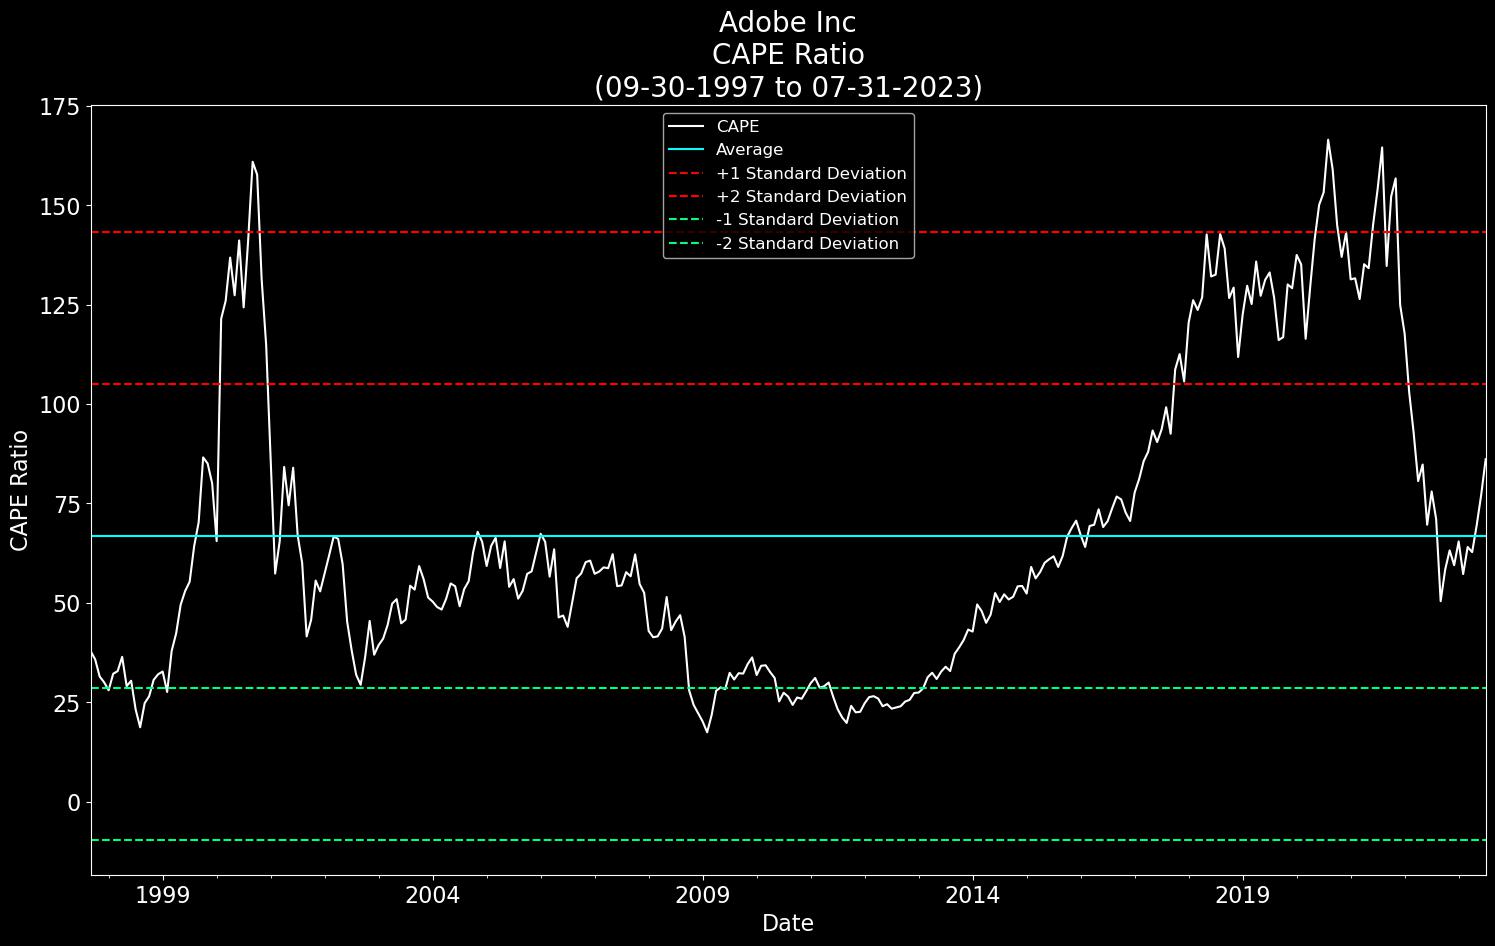 Adobe Inc
CAPE Ratio
(09-30-1997 to 07-31-2023)
CAPE
Average
+1 Standard Deviation
+2 Standard Deviation
-1 Standard Deviation
-2 Standard Deviation
CAPE Ratio
175
150
125
100
75
50
25
0
1999 2004 2009 2014 2019
Date